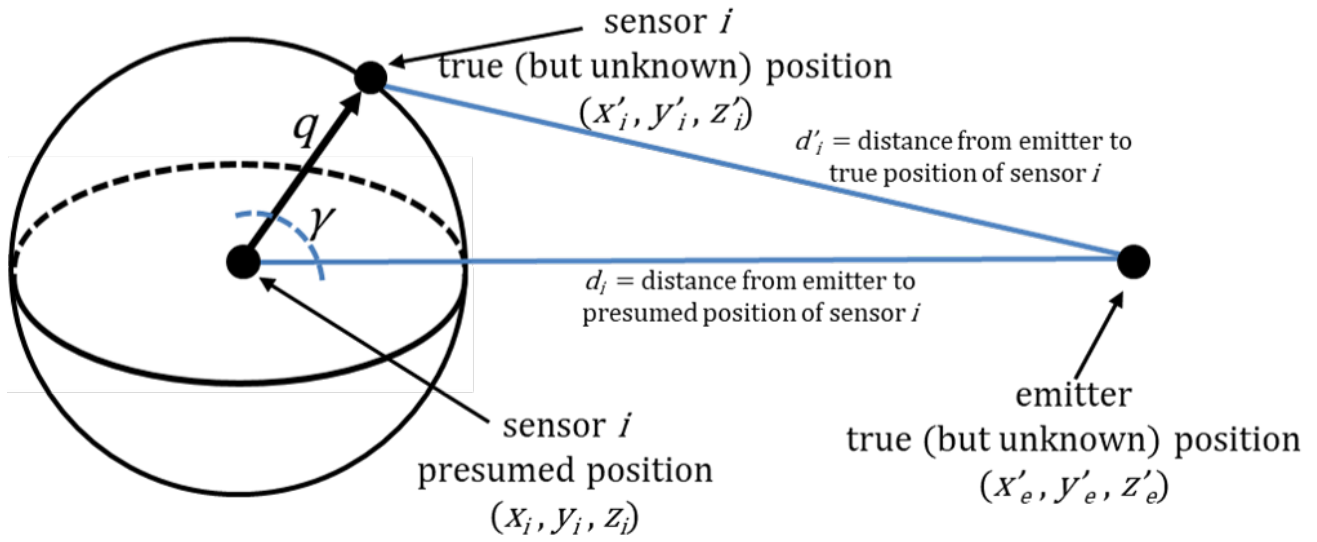 sensor i
true (but unknown) position
(x′ᵢ, y′ᵢ, z′ᵢ)
q
d′ᵢ = distance from emitter to
true position of sensor i
γ
dᵢ = distance from emitter to
presumed position of sensor i
emitter
true (but unknown) position
(x′ₑ, y′ₑ, z′ₑ)
sensor i
presumed position
(xᵢ, yᵢ, zᵢ)